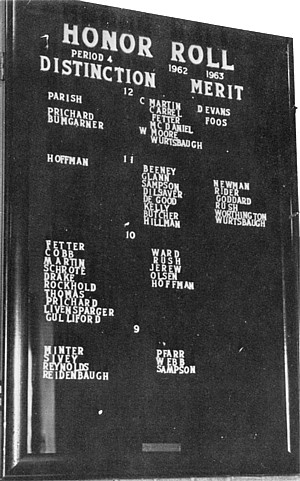 HONOR ROLL
PERIOD 4 1962 1963
DISTINCTION MERIT
12
PARISH
PRICHARD
BUMGARNER
C MARTIN
CARRET
FETTER
MC DANIEL
W MOORE
WURTSBAUGH
D EVANS
FOOS
11
HOFFMAN
BEENEY
GLANN
SAMPSON
DILSAVER
DE GOOD
KELLY
BUTCHER
HILLMAN
NEWMAN
RIDER
GODDARD
RUSH
WORTHINGTON
WURTSBAUGH
10
FETTER
COBB
MARTIN
SCHROTE
DRAKE
ROCKHOLD
THOMAS
PRICHARD
LIVENSPARGER
GULLIFORD
WARD
RUSH
JEREW
OLSEN
HOFFMAN
9
MINTER
SIVEY
REYNOLDS
REIDENBAUGH
PFARR
WEBB
SAMPSON